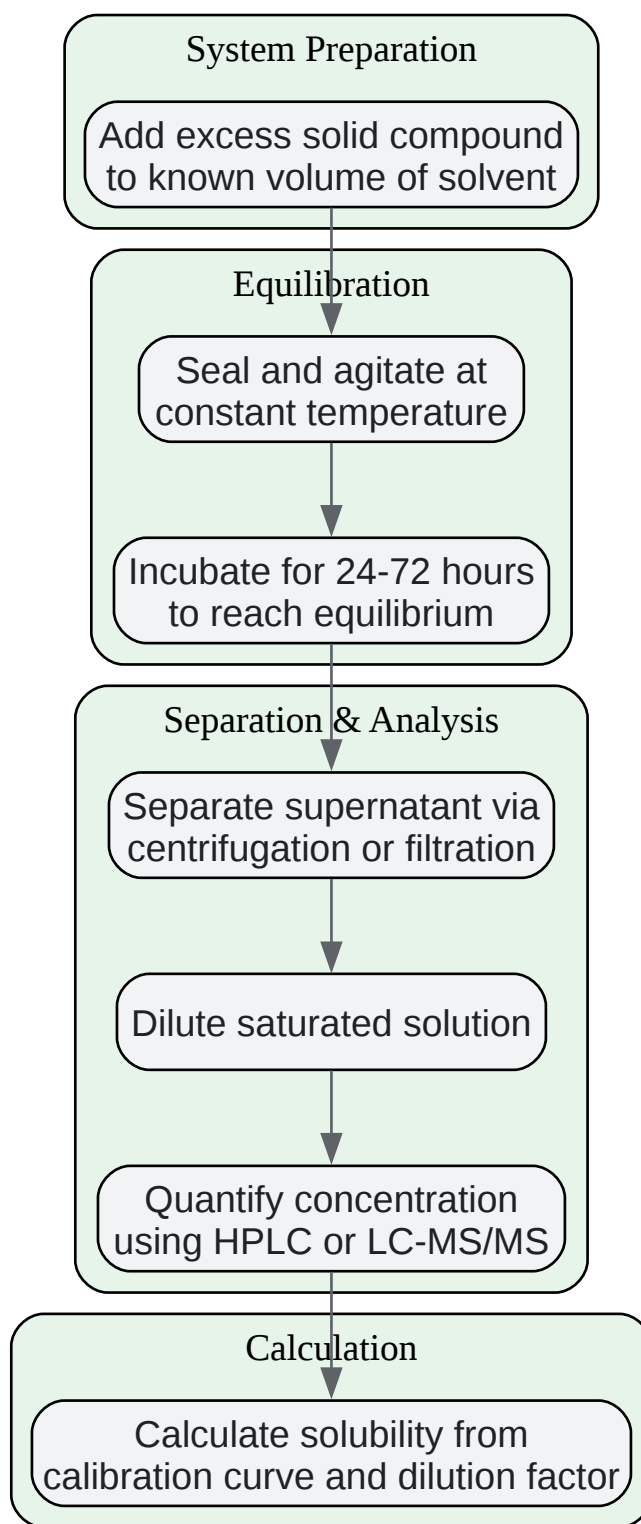 System Preparation
Add excess solid compound
to known volume of solvent
Equilibration
Seal and agitate at
constant temperature
Incubate for 24-72 hours
to reach equilibrium
Separation & Analysis
Separate supernatant via
centrifugation or filtration
Dilute saturated solution
Quantify concentration
using HPLC or LC-MS/MS
Calculation
Calculate solubility from
calibration curve and dilution factor